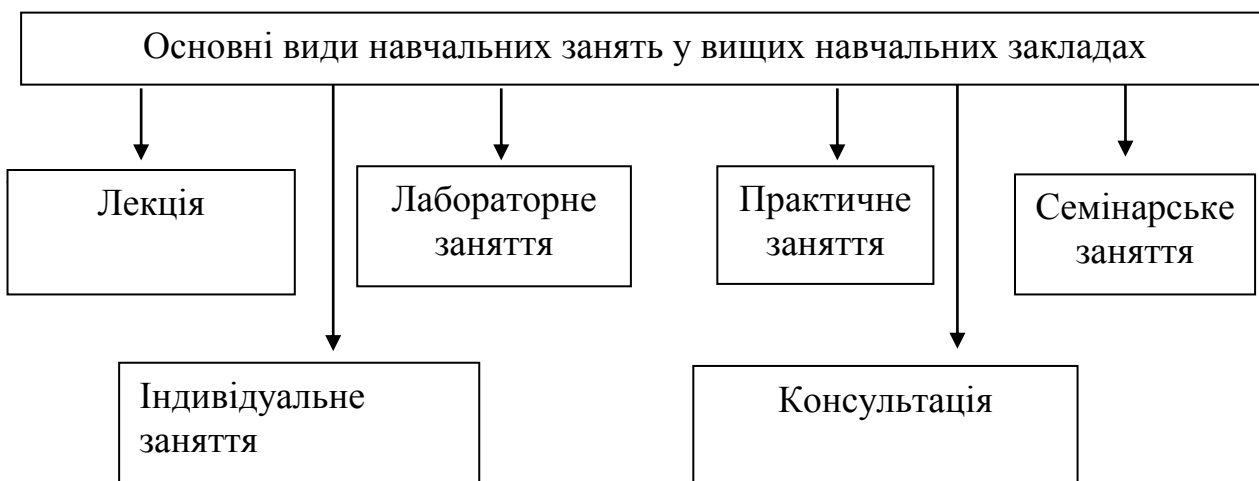 Основні види навчальних занять у вищих навчальних закладах
Лекція
Лабораторне
заняття
Практичне
заняття
Семінарське
заняття
Індивідуальне
заняття
Консультація